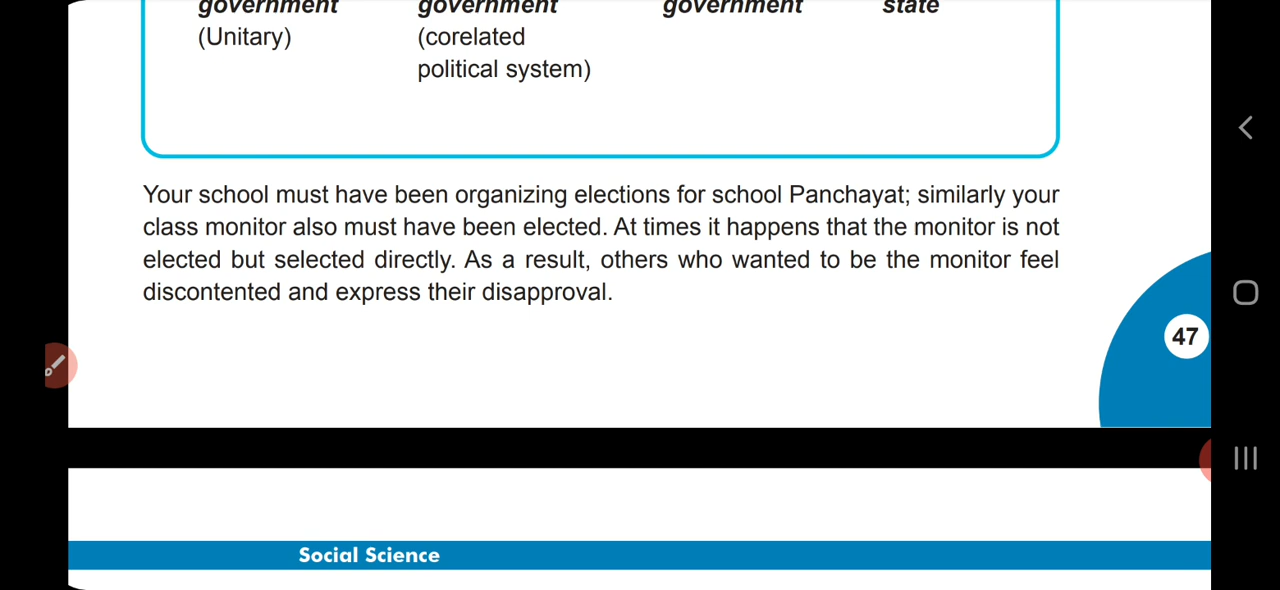 government government government state
(Unitary) (corelated
political system)
Your school must have been organizing elections for school Panchayat; similarly your
class monitor also must have been elected. At times it happens that the monitor is not
elected but selected directly. As a result, others who wanted to be the monitor feel
discontented and express their disapproval.
47
Social Science